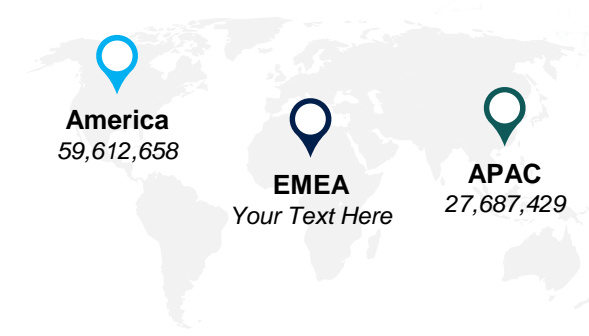 America
59,612,658
EMEA
Your Text Here
APAC
27,687,429